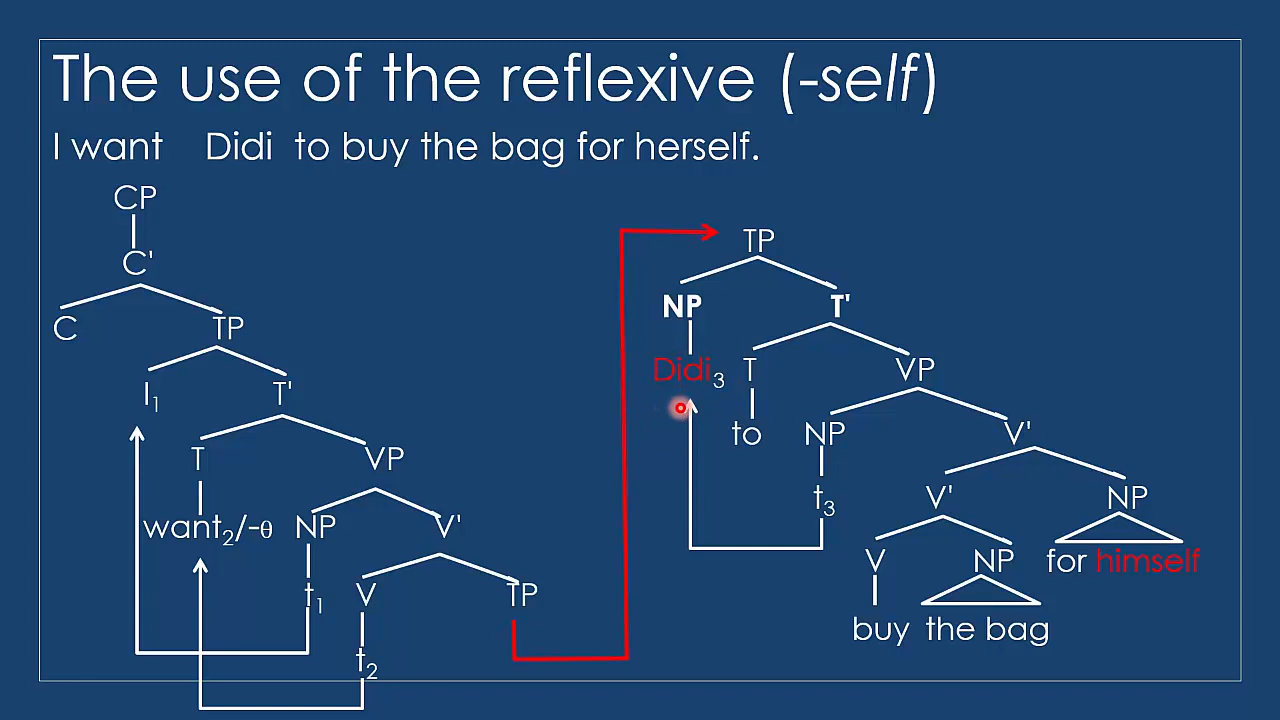 The use of the reflexive (-self)
I want Didi to buy the bag for herself.
CP
C'
C TP
I1 T'
T VP
want2/-θ NP V'
t1 V TP
t2
TP
NP T'
Didi3 T VP
to NP V'
t3 V' NP
V NP for himself
buy the bag